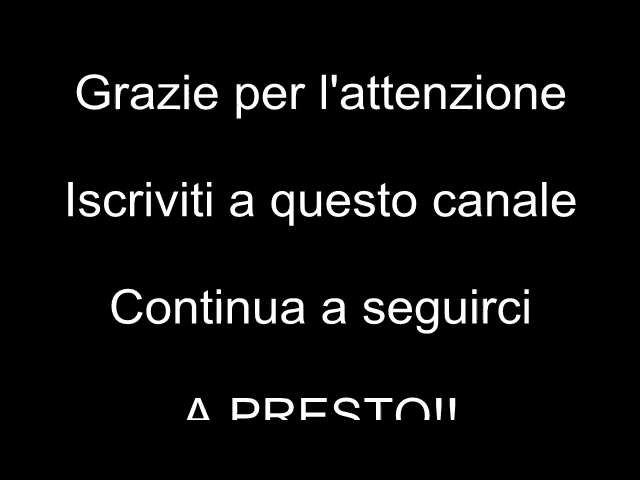 Grazie per l'attenzione
Iscriviti a questo canale
Continua a seguirci
A PRESTO!!